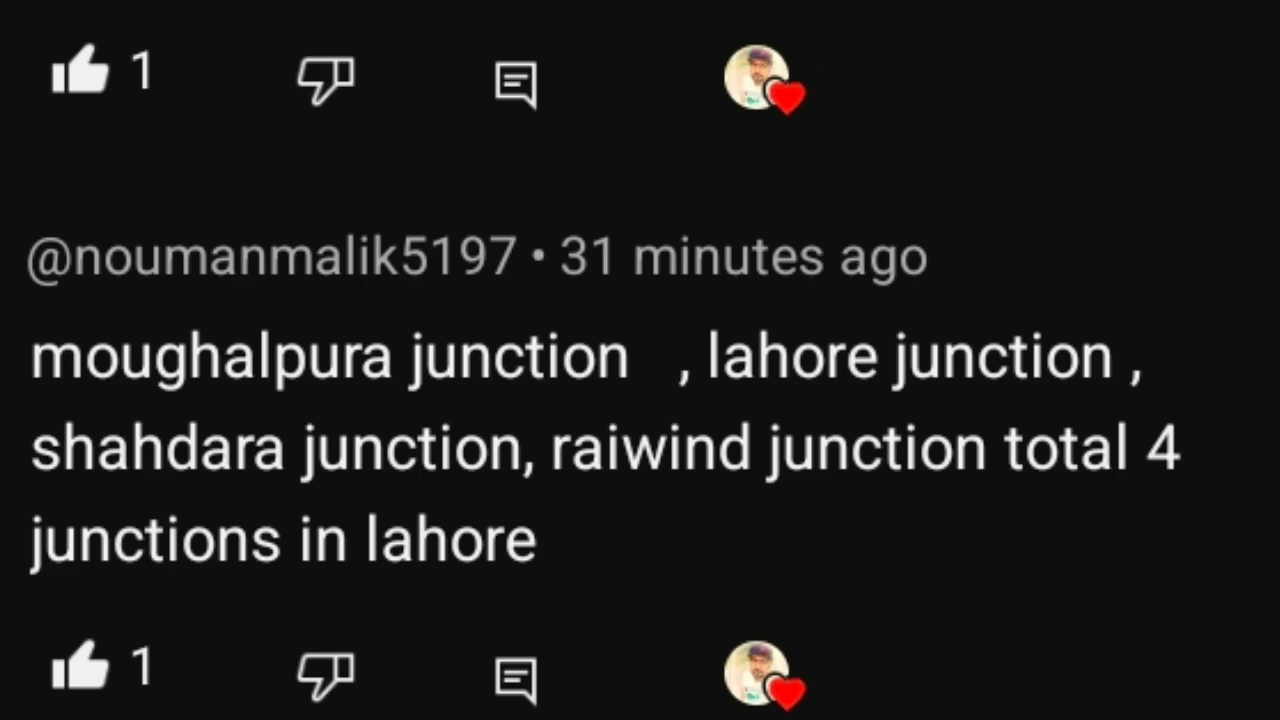 1
@noumanmalik5197 • 31 minutes ago
moughalpura junction , lahore junction ,
shahdara junction, raiwind junction total 4
junctions in lahore
1